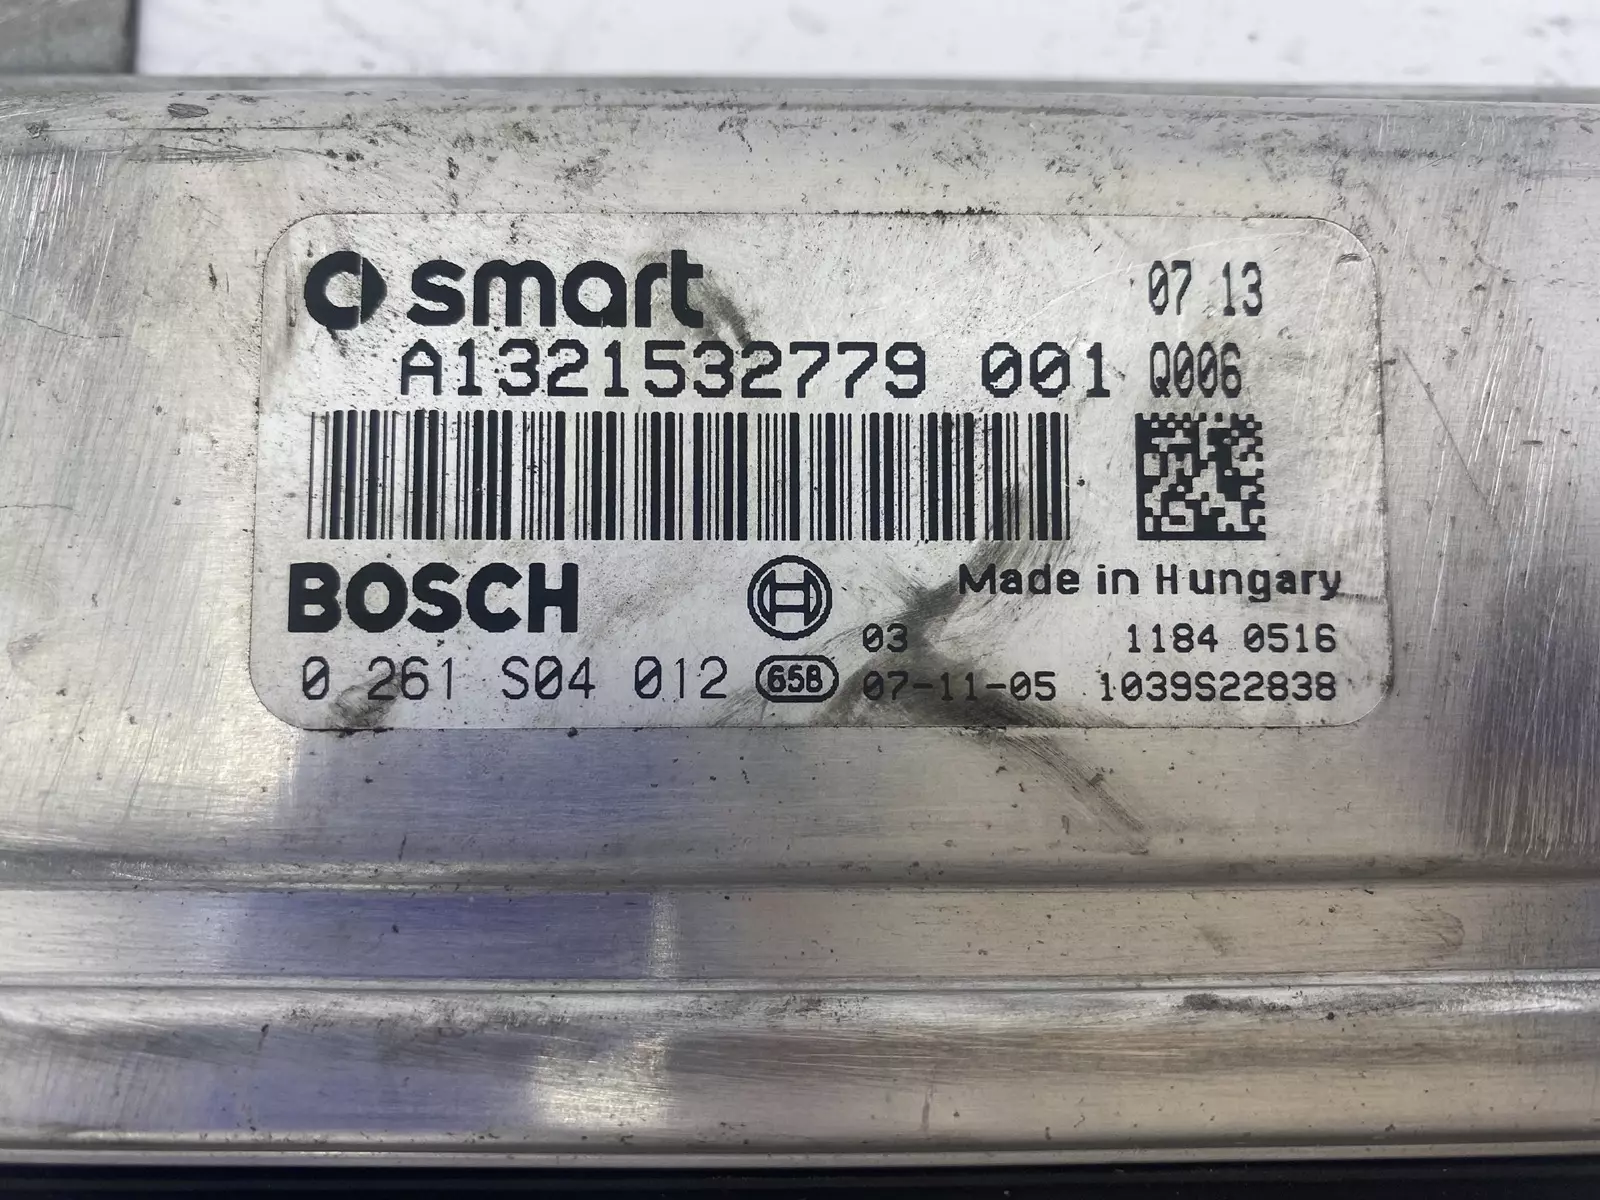 smart 07 13
A1321532779 001 Q006
BOSCH Made in Hungary
03 1184 0516
0 261 S04 012 65B 07-11-05 1039S22838